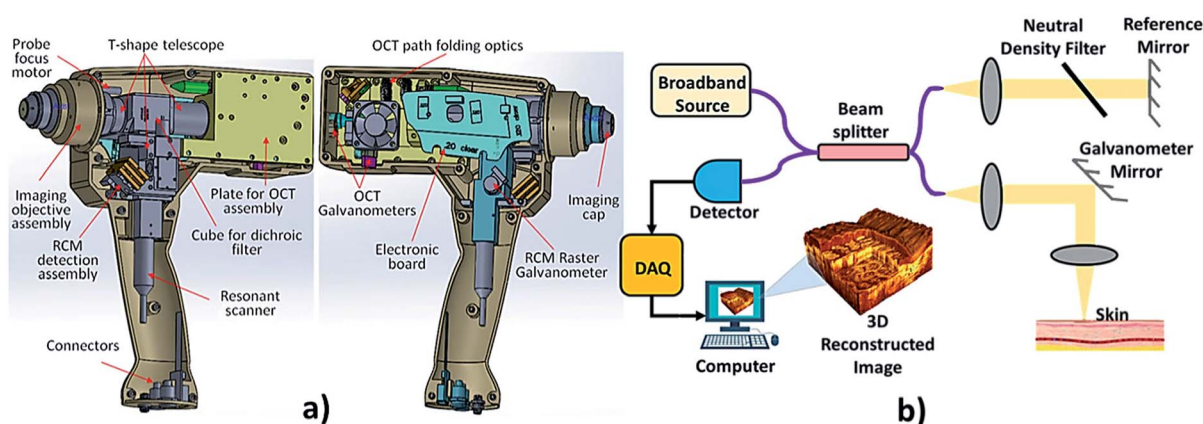 Probe
focus
motor
T-shape telescope
Imaging
objective
assembly
RCM
detection
assembly
Plate for OCT
assembly
Cube for dichroic
filter
Resonant
scanner
Connectors
a)
OCT path folding optics
20 clear
OCT
Galvanometers
Electronic
board
RCM Raster
Galvanometer
Imaging
cap
Broadband
Source
Beam
splitter
Neutral
Density Filter
Reference
Mirror
Galvanometer
Mirror
Detector
DAQ
Computer
3D
Reconstructed
Image
Skin
b)